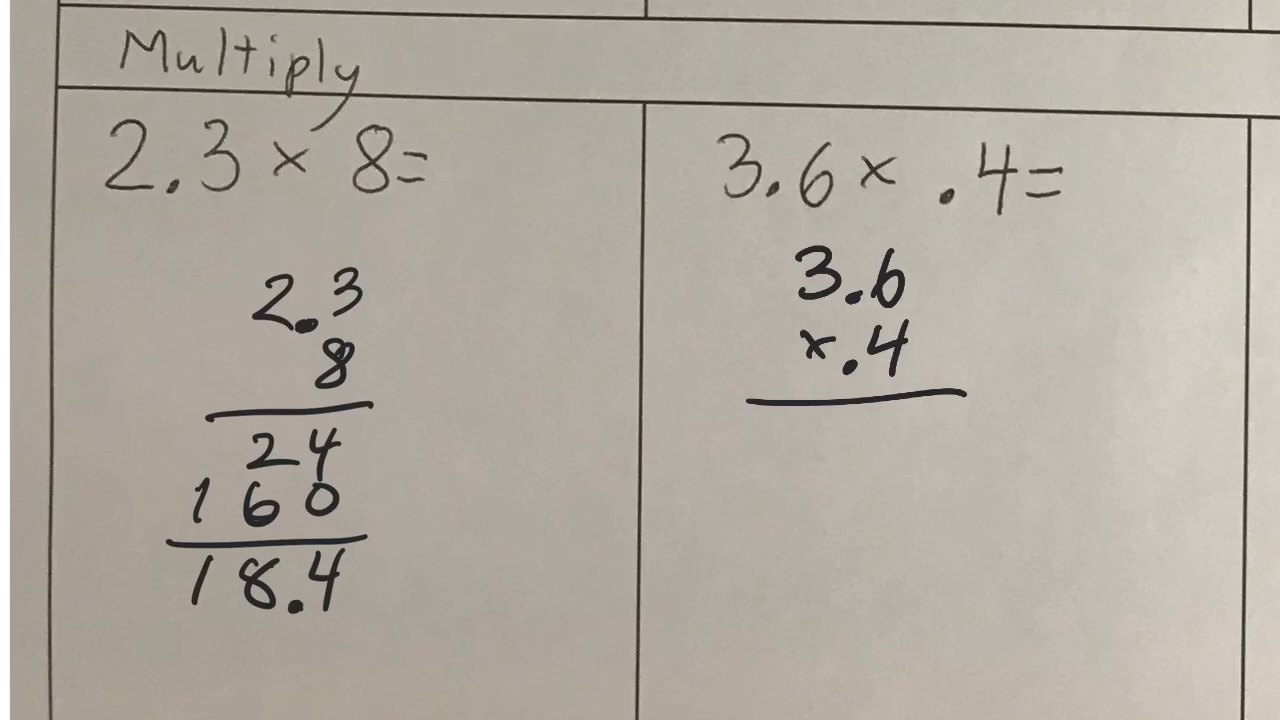 Multiply
2.3 × 8=
2.3
8
24
160
18.4
3.6 × .4=
3.6
× .4